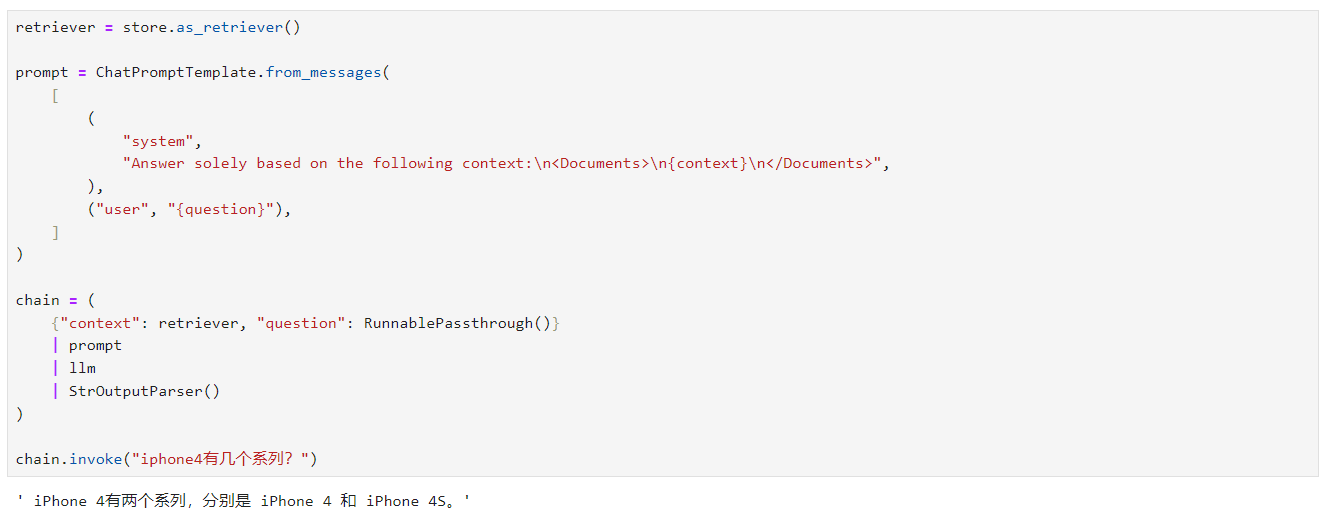 retriever = store.as_retriever()
prompt = ChatPromptTemplate.from_messages(
[
(
"system",
"Answer solely based on the following context:\n<Documents>\n{context}\n</Documents>",
),
("user", "{question}"),
]
)
chain = (
{"context": retriever, "question": RunnablePassthrough()}
| prompt
| llm
| StrOutputParser()
)
chain.invoke("iphone4有几个系列？")
' iPhone 4有两个系列，分别是 iPhone 4 和 iPhone 4S。'